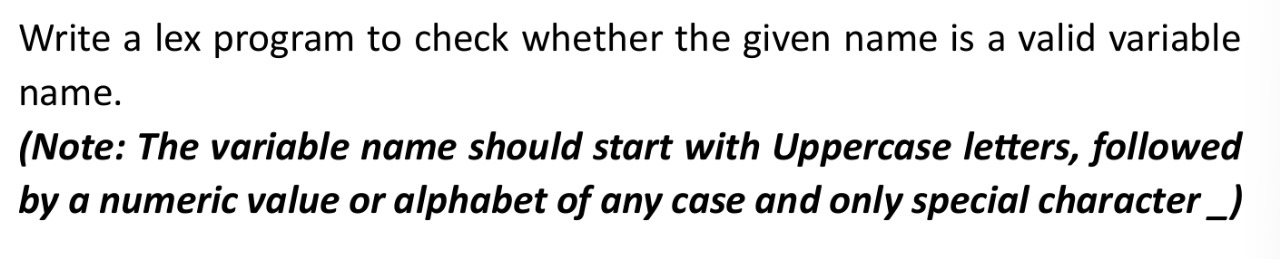 Write a lex program to check whether the given name is a valid variable
name.
(Note: The variable name should start with Uppercase letters, followed
by a numeric value or alphabet of any case and only special character _)